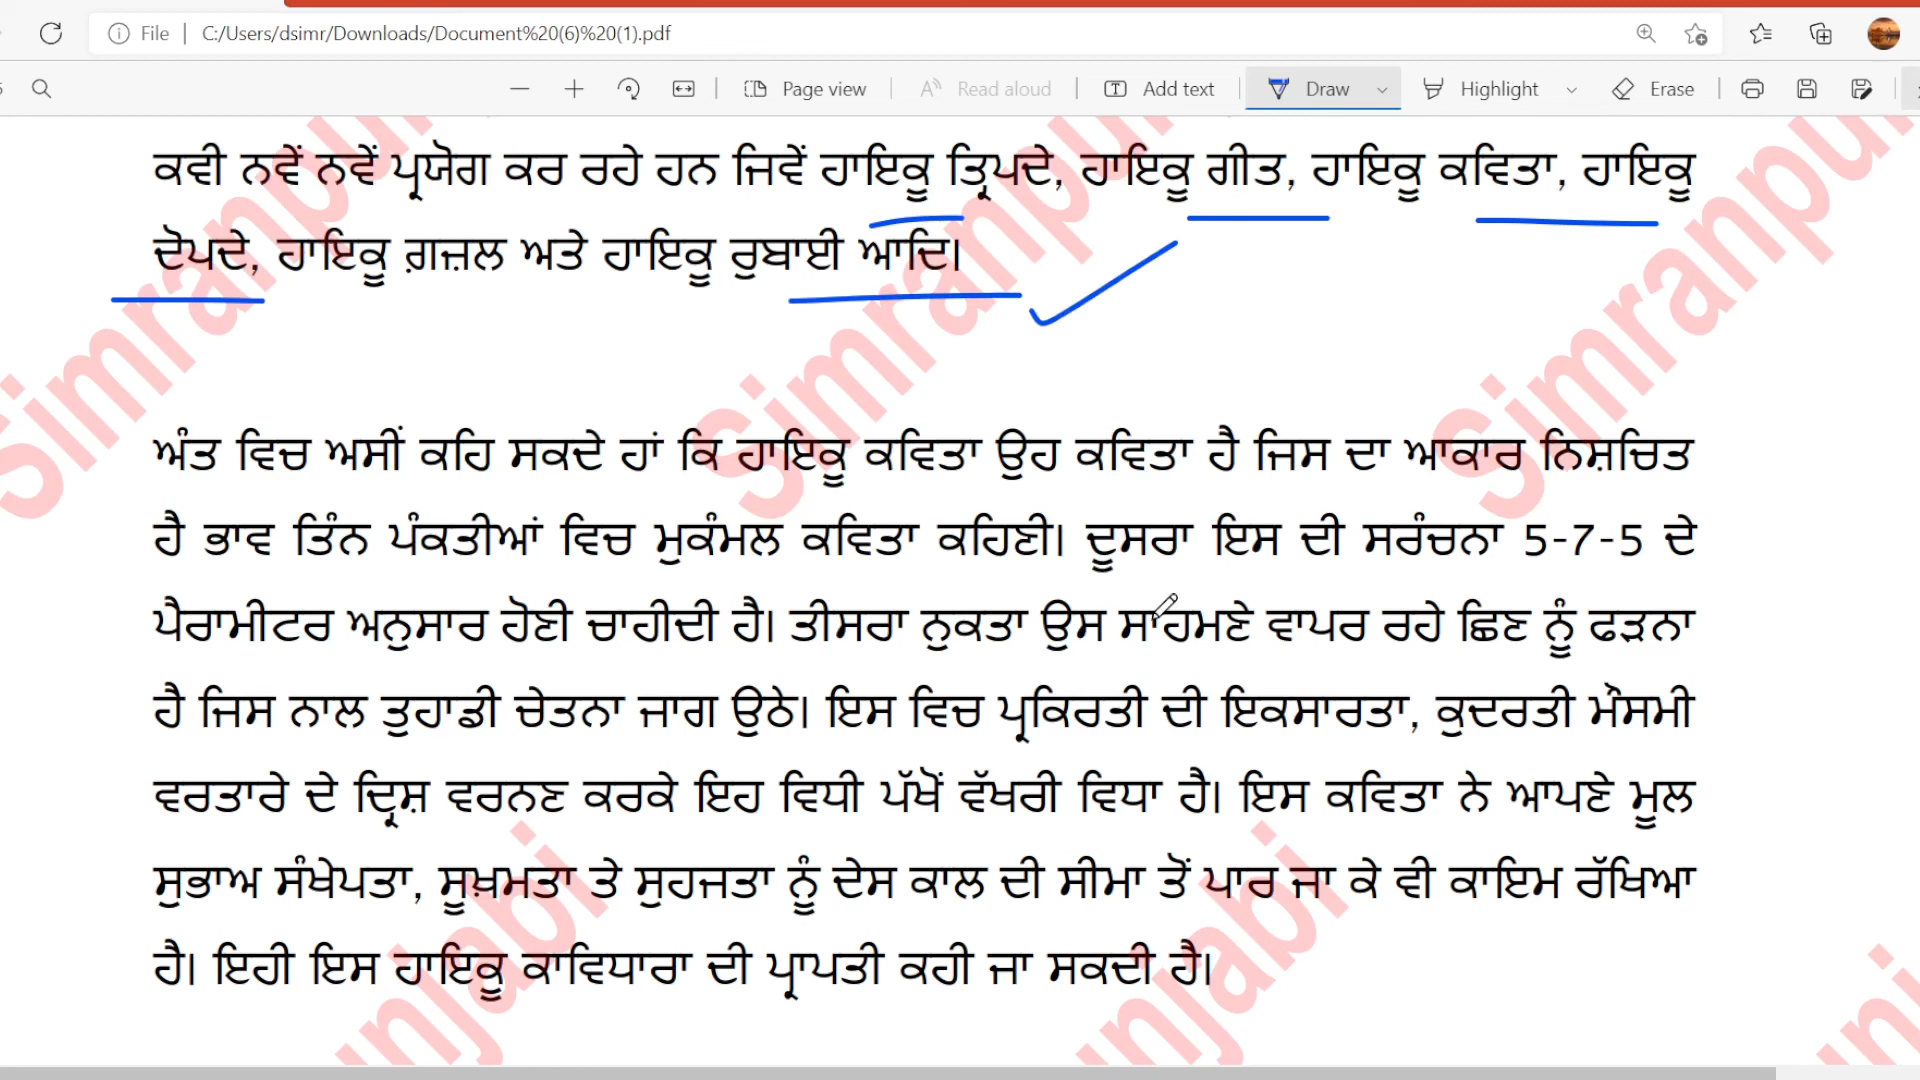 File | C:/Users/dsimr/Downloads/Document%20(6)%20(1).pdf
Page view Read aloud Add text Draw Highlight Erase
ਕਵੀ ਨਵੇਂ ਨਵੇਂ ਪ੍ਰਯੋਗ ਕਰ ਰਹੇ ਹਨ ਜਿਵੇਂ ਹਾਇਕੂ ਤ੍ਰਿਪਦੇ, ਹਾਇਕੂ ਗੀਤ, ਹਾਇਕੂ ਕਵਿਤਾ, ਹਾਇਕੂ
ਦੋਪਦੇ, ਹਾਇਕੂ ਗ਼ਜ਼ਲ ਅਤੇ ਹਾਇਕੂ ਰੁਬਾਈ ਆਦਿ।
ਅੰਤ ਵਿਚ ਅਸੀਂ ਕਹਿ ਸਕਦੇ ਹਾਂ ਕਿ ਹਾਇਕੂ ਕਵਿਤਾ ਉਹ ਕਵਿਤਾ ਹੈ ਜਿਸ ਦਾ ਆਕਾਰ ਨਿਸ਼ਚਿਤ
ਹੈ ਭਾਵ ਤਿੰਨ ਪੰਕਤੀਆਂ ਵਿਚ ਮੁਕੰਮਲ ਕਵਿਤਾ ਕਹਿਣੀ। ਦੂਸਰਾ ਇਸ ਦੀ ਸਰੰਚਨਾ 5-7-5 ਦੇ
ਪੈਰਾਮੀਟਰ ਅਨੁਸਾਰ ਹੋਣੀ ਚਾਹੀਦੀ ਹੈ। ਤੀਸਰਾ ਨੁਕਤਾ ਉਸ ਸਾਹਮਣੇ ਵਾਪਰ ਰਹੇ ਛਿਣ ਨੂੰ ਫੜਨਾ
ਹੈ ਜਿਸ ਨਾਲ ਤੁਹਾਡੀ ਚੇਤਨਾ ਜਾਗ ਉਠੇ। ਇਸ ਵਿਚ ਪ੍ਰਕਿਰਤੀ ਦੀ ਇਕਸਾਰਤਾ, ਕੁਦਰਤੀ ਮੌਸਮੀ
ਵਰਤਾਰੇ ਦੇ ਦ੍ਰਿਸ਼ ਵਰਨਣ ਕਰਕੇ ਇਹ ਵਿਧੀ ਪੱਖੋਂ ਵੱਖਰੀ ਵਿਧਾ ਹੈ। ਇਸ ਕਵਿਤਾ ਨੇ ਆਪਣੇ ਮੂਲ
ਸੁਭਾਅ ਸੰਖੇਪਤਾ, ਸੂਖ਼ਮਤਾ ਤੇ ਸੁਹਜਤਾ ਨੂੰ ਦੇਸ ਕਾਲ ਦੀ ਸੀਮਾ ਤੋਂ ਪਾਰ ਜਾ ਕੇ ਵੀ ਕਾਇਮ ਰੱਖਿਆ
ਹੈ। ਇਹੀ ਇਸ ਹਾਇਕੂ ਕਾਵਿਧਾਰਾ ਦੀ ਪ੍ਰਾਪਤੀ ਕਹੀ ਜਾ ਸਕਦੀ ਹੈ।